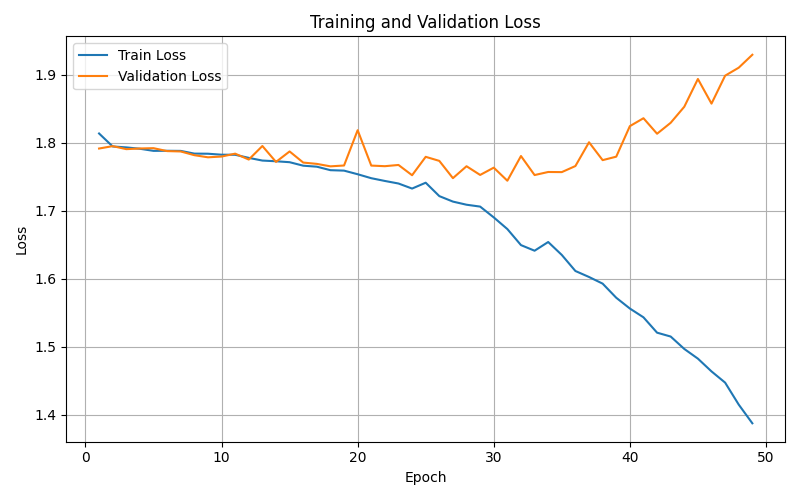 Training and Validation Loss
Train Loss
Validation Loss
1.9
1.8
1.7
1.6
1.5
1.4
Loss
0 10 20 30 40 50
Epoch